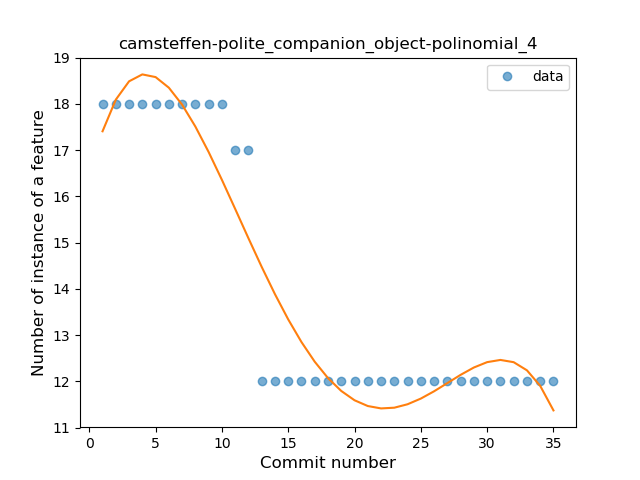 camsteffen-polite_companion_object-polinomial_4
data
Number of instance of a feature
19
18
17
16
15
14
13
12
11
0 5 10 15 20 25 30 35
Commit number